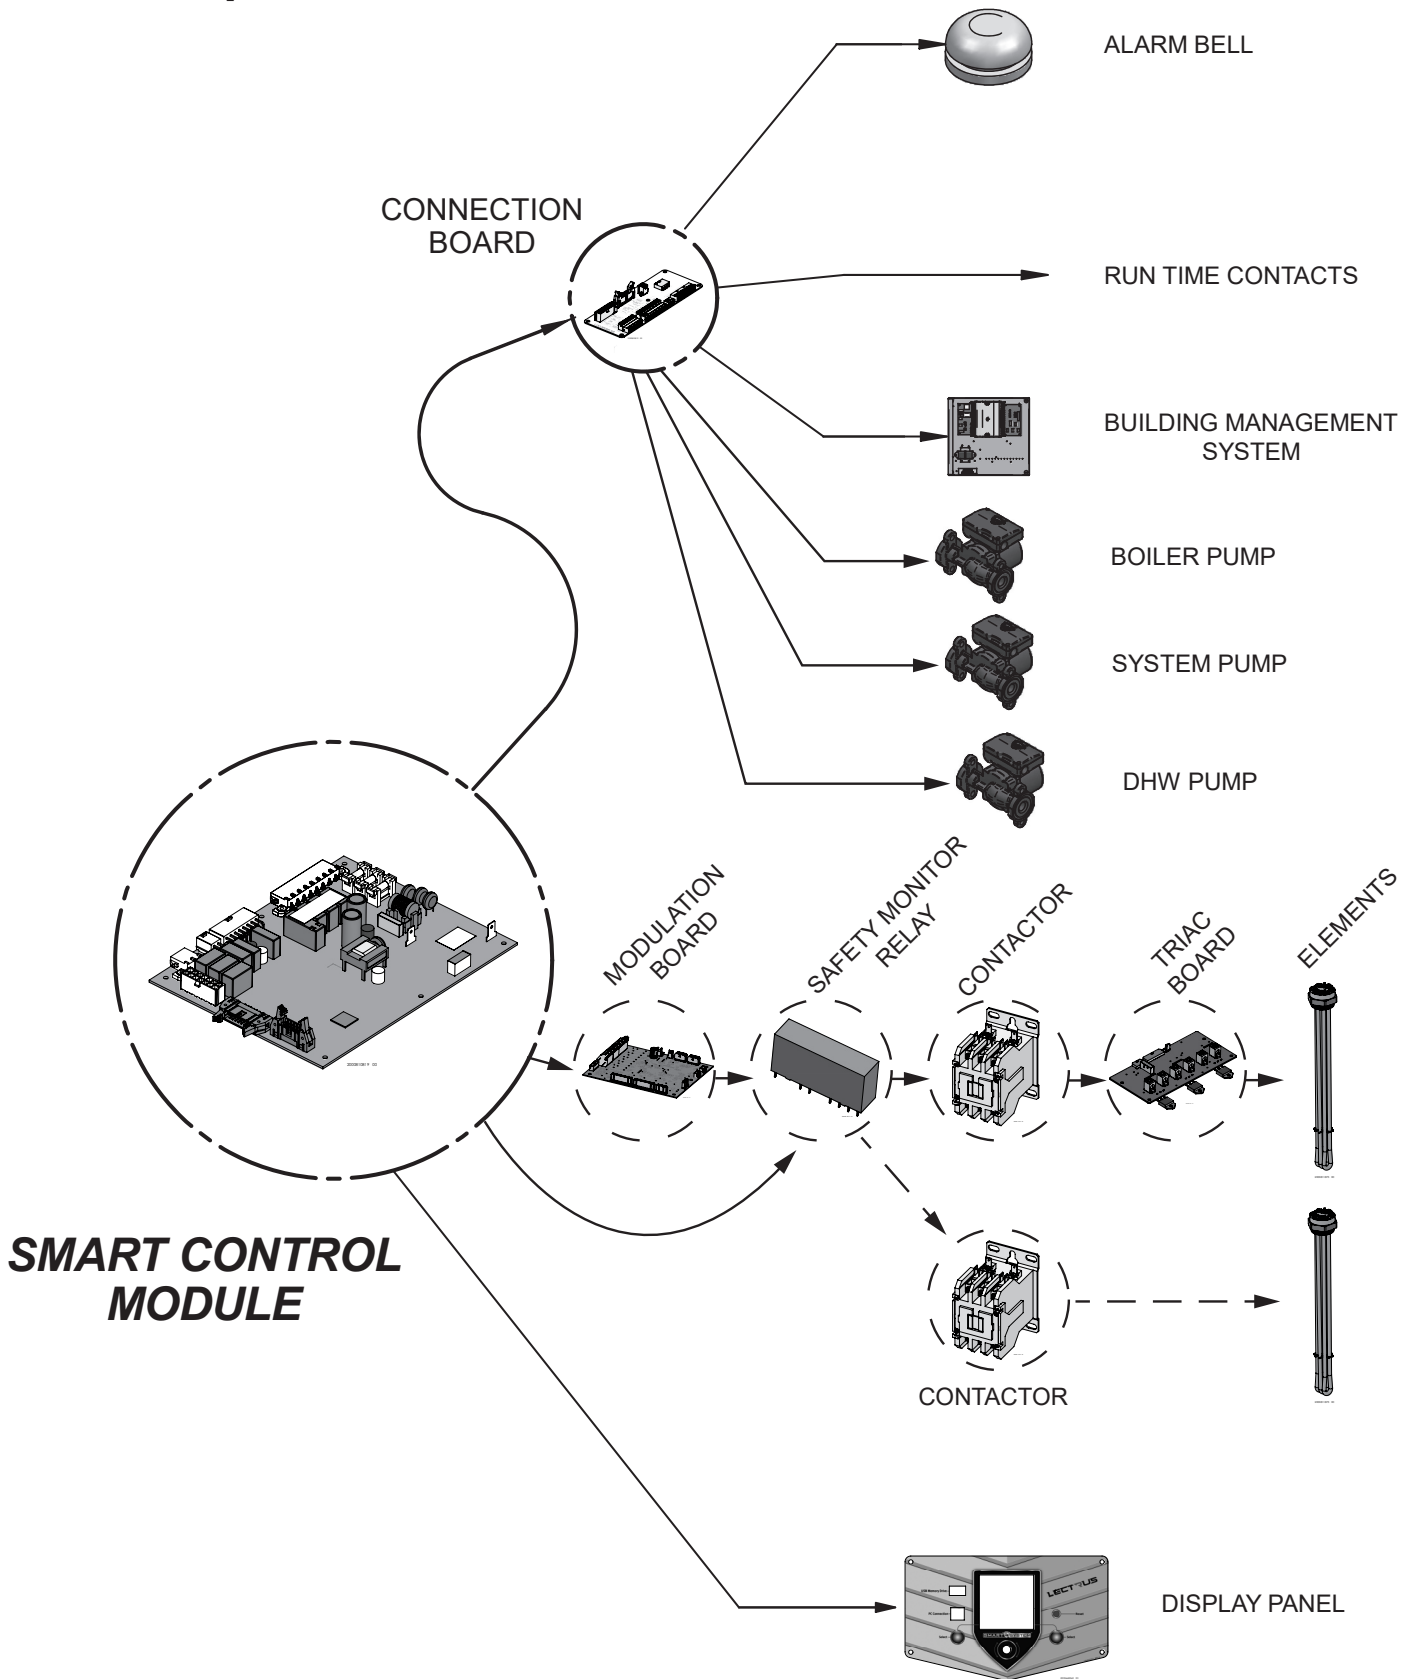 ALARM BELL
CONNECTION
BOARD
RUN TIME CONTACTS
BUILDING MANAGEMENT
SYSTEM
BOILER PUMP
SYSTEM PUMP
DHW PUMP
MODULATION
BOARD
SAFETY MONITOR
RELAY
CONTACTOR
TRIAC
BOARD
ELEMENTS
SMART CONTROL
MODULE
CONTACTOR
LECTRUS
DISPLAY PANEL